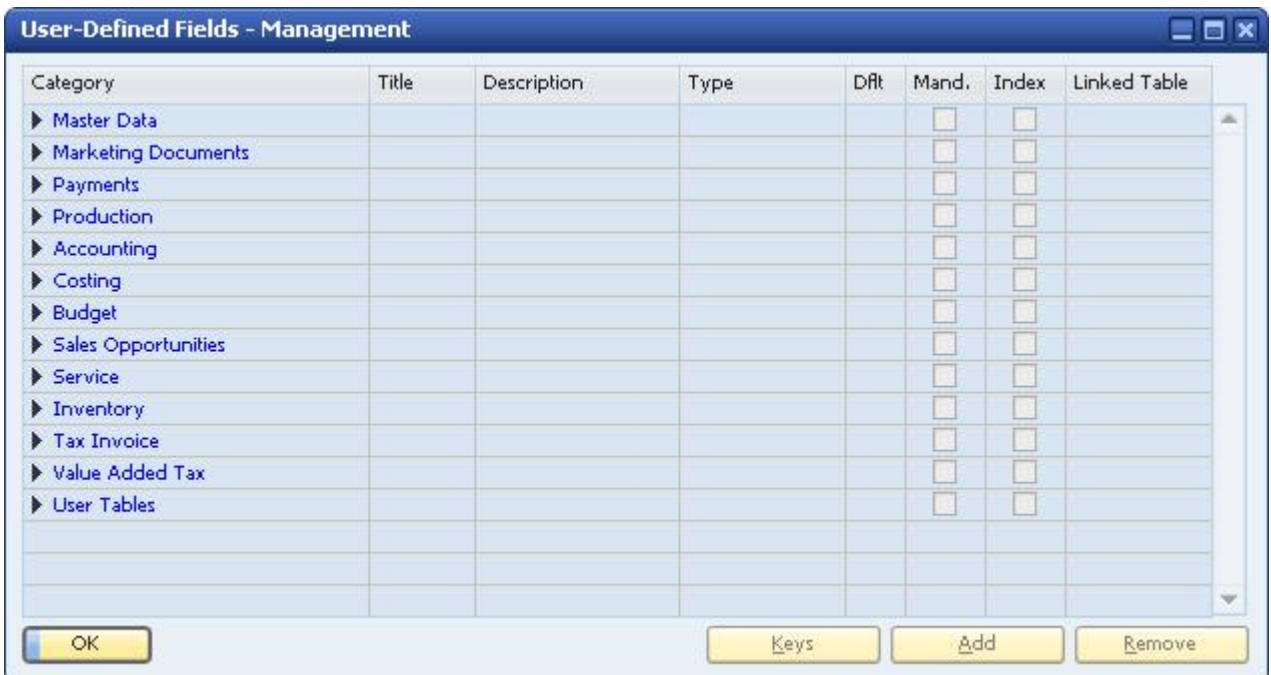 User-Defined Fields - Management
Category Title Description Type Dflt Mand. Index Linked Table
Master Data
Marketing Documents
Payments
Production
Accounting
Costing
Budget
Sales Opportunities
Service
Inventory
Tax Invoice
Value Added Tax
User Tables
OK Keys Add Remove